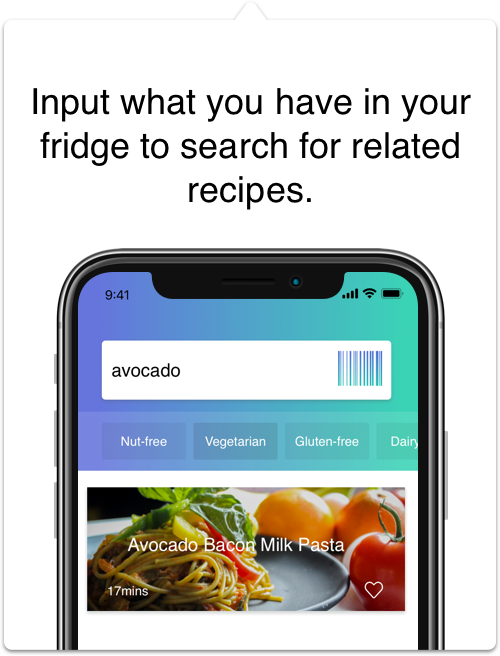 Input what you have in your
fridge to search for related
recipes.
9:41
avocado
Nut-free Vegetarian Gluten-free Dairy
Avocado Bacon Milk Pasta
17mins